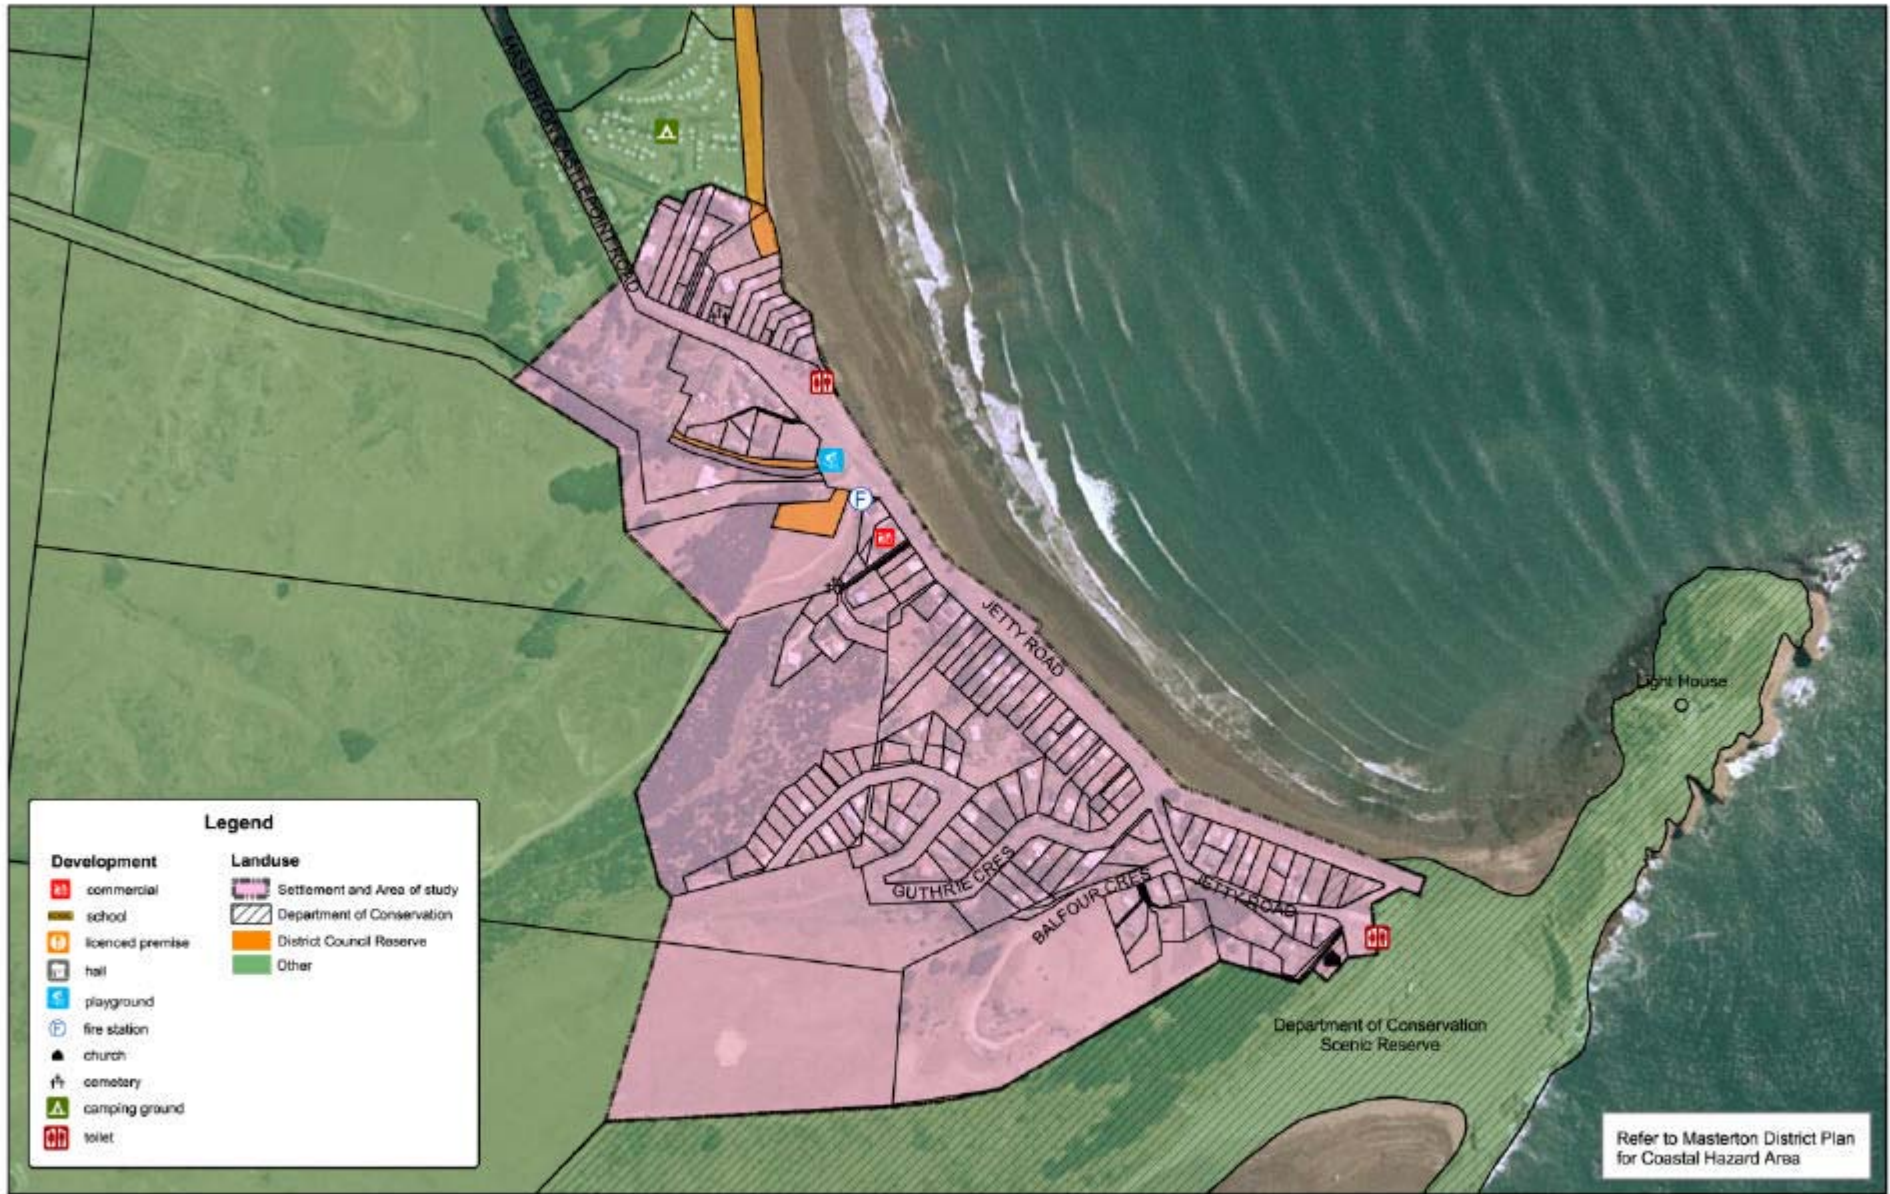 MASTERTON CASTLEPOINT ROAD
F
JETTY ROAD
Light House
GUTHRIE CRES
BALFOUR CRES
JETTY ROAD
Department of Conservation
Scenic Reserve
Legend
Development
commercial
school
licenced premise
hall
playground
F
fire station
church
cemetery
camping ground
toilet
Landuse
Settlement and Area of study
Department of Conservation
District Council Reserve
Other
Refer to Masterton District Plan
for Coastal Hazard Area